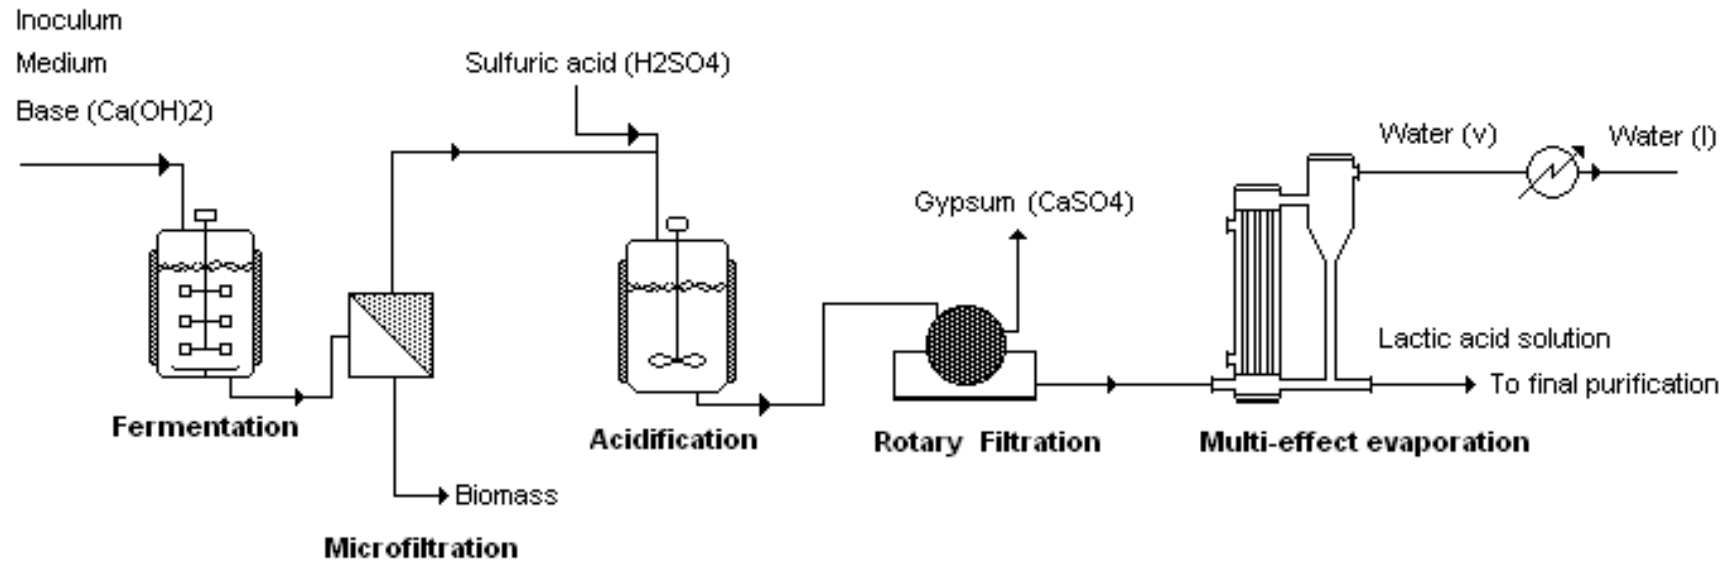 Inoculum
Medium
Base (Ca(OH)2)
Sulfuric acid (H2SO4)
Water (v)
Water (l)
Gypsum (CaSO4)
Lactic acid solution
To final purification
Fermentation
Acidification
Rotary Filtration
Multi-effect evaporation
Biomass
Microfiltration